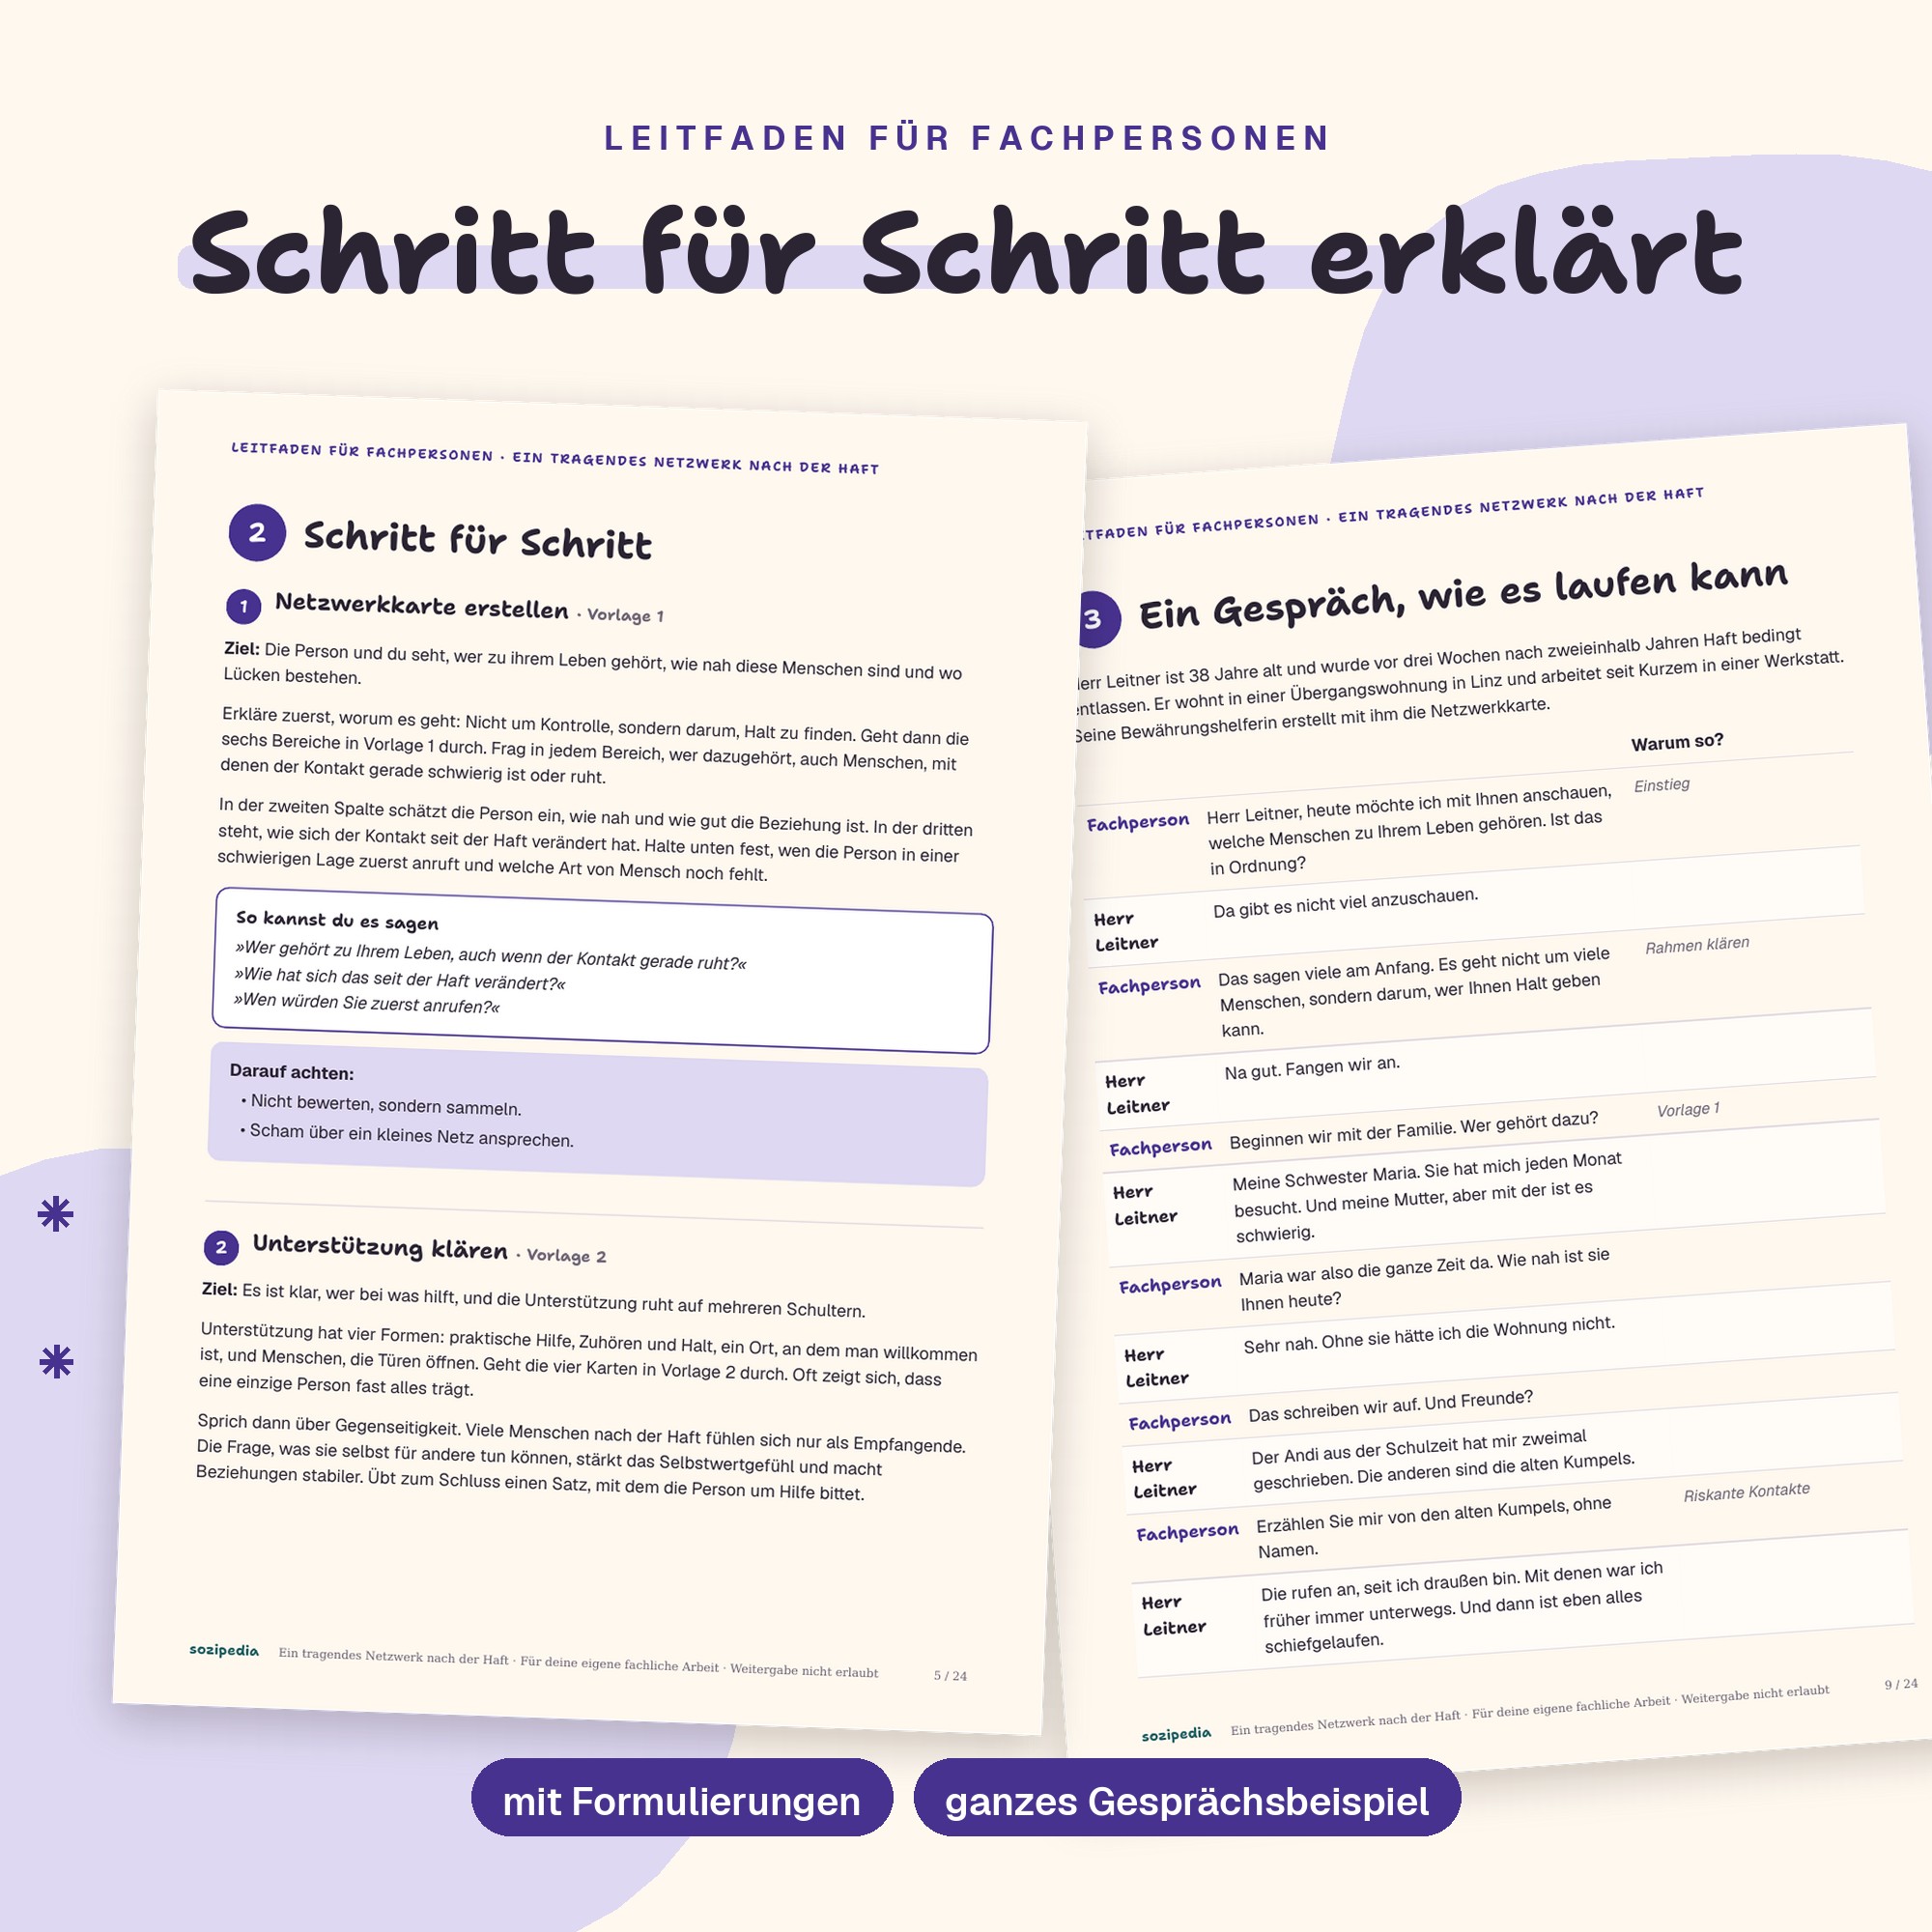 LEITFADEN FÜR FACHPERSONEN
Schritt für Schritt erklärt
LEITFADEN FÜR FACHPERSONEN · EIN TRAGENDES NETZWERK NACH DER HAFT
2 Schritt für Schritt
1 Netzwerkkarte erstellen · Vorlage 1
Ziel: Die Person und du seht, wer zu ihrem Leben gehört, wie nah diese Menschen sind und wo
Lücken bestehen.
Erkläre zuerst, worum es geht: Nicht um Kontrolle, sondern darum, Halt zu finden. Geht dann die
sechs Bereiche in Vorlage 1 durch. Frag in jedem Bereich, wer dazugehört, auch Menschen, mit
denen der Kontakt gerade schwierig ist oder ruht.
In der zweiten Spalte schätzt die Person ein, wie nah und wie gut die Beziehung ist. In der dritten
steht, wie sich der Kontakt seit der Haft verändert hat. Halte unten fest, wen die Person in einer
schwierigen Lage zuerst anruft und welche Art von Mensch noch fehlt.
So kannst du es sagen
»Wer gehört zu Ihrem Leben, auch wenn der Kontakt gerade ruht?«
»Wie hat sich das seit der Haft verändert?«
»Wen würden Sie zuerst anrufen?«
Darauf achten:
• Nicht bewerten, sondern sammeln.
• Scham über ein kleines Netz ansprechen.
2 Unterstützung klären · Vorlage 2
Ziel: Es ist klar, wer bei was hilft, und die Unterstützung ruht auf mehreren Schultern.
Unterstützung hat vier Formen: praktische Hilfe, Zuhören und Halt, ein Ort, an dem man willkommen
ist, und Menschen, die Türen öffnen. Geht die vier Karten in Vorlage 2 durch. Oft zeigt sich, dass
eine einzige Person fast alles trägt.
Sprich dann über Gegenseitigkeit. Viele Menschen nach der Haft fühlen sich nur als Empfangende.
Die Frage, was sie selbst für andere tun können, stärkt das Selbstwertgefühl und macht
Beziehungen stabiler. Übt zum Schluss einen Satz, mit dem die Person um Hilfe bittet.
sozipedia Ein tragendes Netzwerk nach der Haft · Für deine eigene fachliche Arbeit · Weitergabe nicht erlaubt 5 / 24
TFADEN FÜR FACHPERSONEN · EIN TRAGENDES NETZWERK NACH DER HAFT
3 Ein Gespräch, wie es laufen kann
err Leitner ist 38 Jahre alt und wurde vor drei Wochen nach zweieinhalb Jahren Haft bedingt
entlassen. Er wohnt in einer Übergangswohnung in Linz und arbeitet seit Kurzem in einer Werkstatt.
Seine Bewährungshelferin erstellt mit ihm die Netzwerkkarte.
Warum so?
Fachperson Herr Leitner, heute möchte ich mit Ihnen anschauen, Einstieg
welche Menschen zu Ihrem Leben gehören. Ist das
in Ordnung?
Herr Da gibt es nicht viel anzuschauen.
Leitner
Fachperson Das sagen viele am Anfang. Es geht nicht um viele Rahmen klären
Menschen, sondern darum, wer Ihnen Halt geben
kann.
Herr Na gut. Fangen wir an.
Leitner
Fachperson Beginnen wir mit der Familie. Wer gehört dazu? Vorlage 1
Herr Meine Schwester Maria. Sie hat mich jeden Monat
Leitner besucht. Und meine Mutter, aber mit der ist es
schwierig.
Fachperson Maria war also die ganze Zeit da. Wie nah ist sie
Ihnen heute?
Herr Sehr nah. Ohne sie hätte ich die Wohnung nicht.
Leitner
Fachperson Das schreiben wir auf. Und Freunde?
Herr Der Andi aus der Schulzeit hat mir zweimal
Leitner geschrieben. Die anderen sind die alten Kumpels.
Fachperson Erzählen Sie mir von den alten Kumpels, ohne Riskante Kontakte
Namen.
Herr Die rufen an, seit ich draußen bin. Mit denen war ich
Leitner früher immer unterwegs. Und dann ist eben alles
schiefgelaufen.
sozipedia Ein tragendes Netzwerk nach der Haft · Für deine eigene fachliche Arbeit · Weitergabe nicht erlaubt 9 / 24
mit Formulierungen
ganzes Gesprächsbeispiel